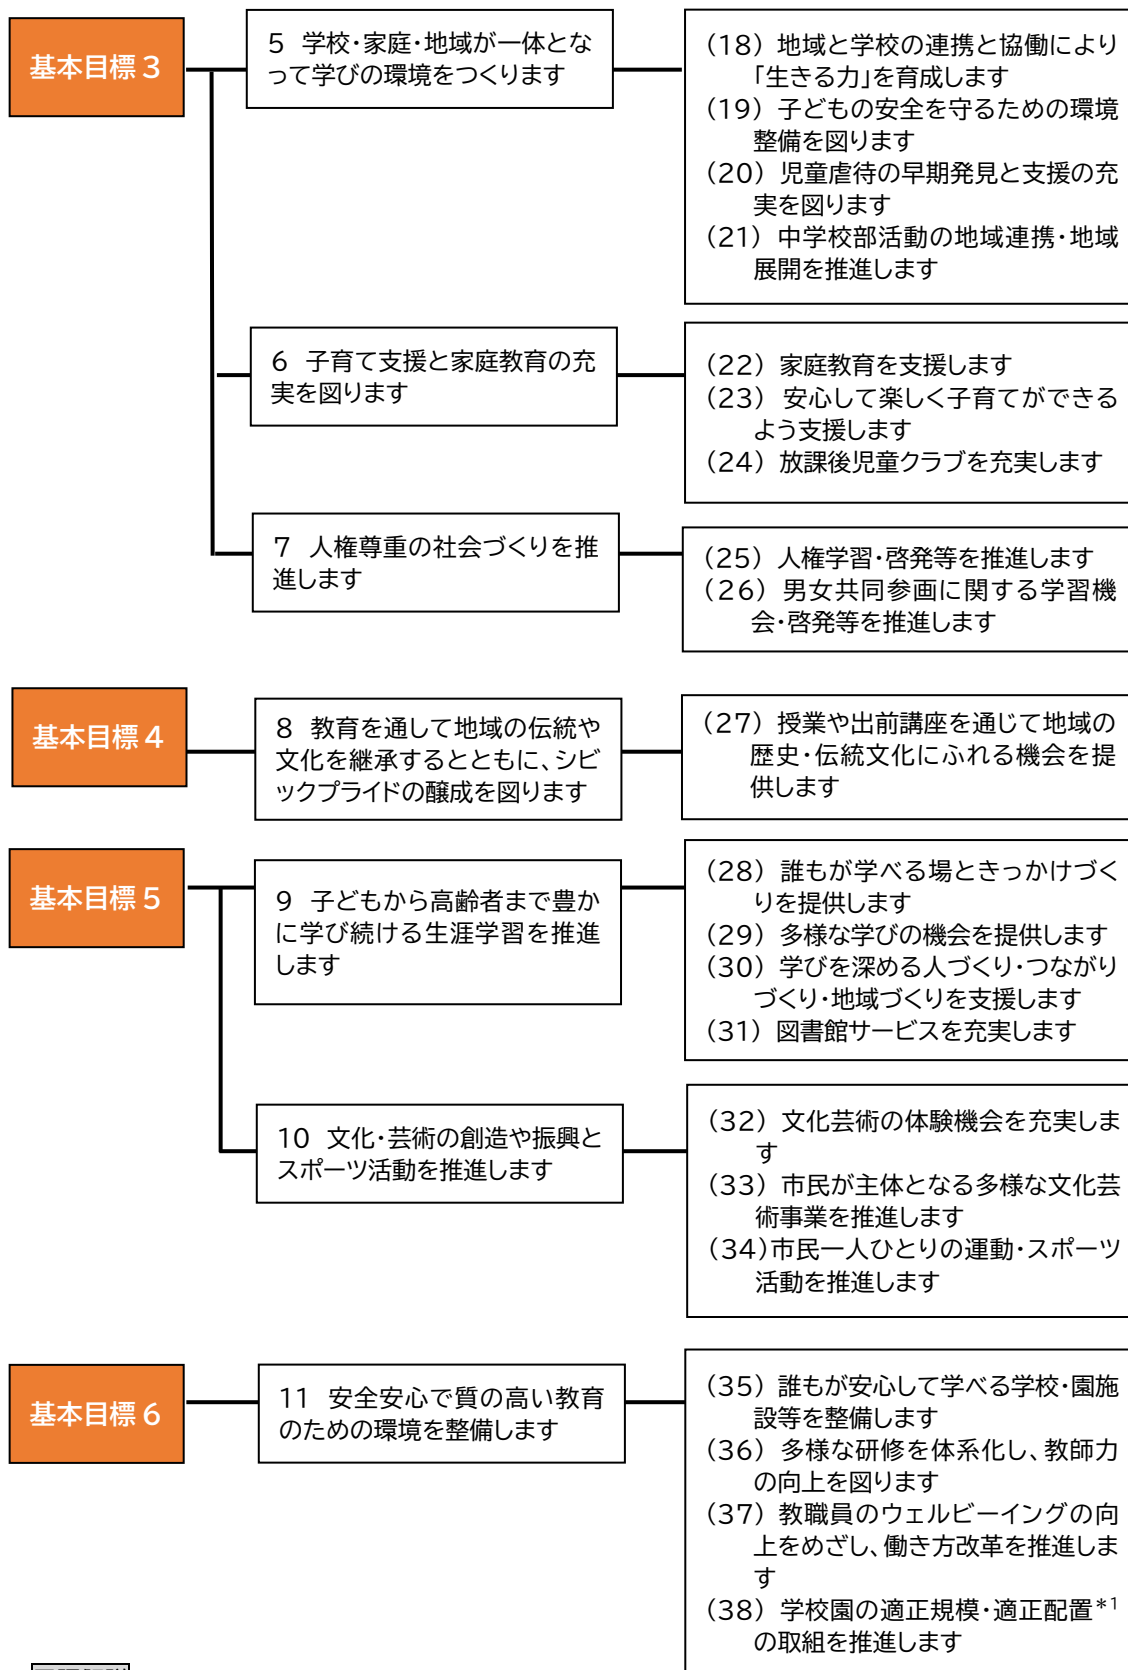 基本目標3
5 学校・家庭・地域が一体とな
って学びの環境をつくります
(18) 地域と学校の連携と協働により
「生きる力」を育成します
(19) 子どもの安全を守るための環境
整備を図ります
(20) 児童虐待の早期発見と支援の充
実を図ります
(21) 中学校部活動の地域連携・地域
展開を推進します
6 子育て支援と家庭教育の充
実を図ります
(22) 家庭教育を支援します
(23) 安心して楽しく子育てができる
よう支援します
(24) 放課後児童クラブを充実します
7 人権尊重の社会づくりを推
進します
(25) 人権学習・啓発等を推進します
(26) 男女共同参画に関する学習機
会・啓発等を推進します
基本目標4
8 教育を通して地域の伝統や
文化を継承するとともに、シビ
ックプライドの醸成を図ります
(27) 授業や出前講座を通じて地域の
歴史・伝統文化にふれる機会を提
供します
基本目標5
9 子どもから高齢者まで豊か
に学び続ける生涯学習を推進
します
(28) 誰もが学べる場ときっかけづく
りを提供します
(29) 多様な学びの機会を提供します
(30) 学びを深める人づくり・つながり
づくり・地域づくりを支援します
(31) 図書館サービスを充実します
10 文化・芸術の創造や振興と
スポーツ活動を推進します
(32) 文化芸術の体験機会を充実しま
す
(33) 市民が主体となる多様な文化芸
術事業を推進します
(34)市民一人ひとりの運動・スポーツ
活動を推進します
基本目標6
11 安全安心で質の高い教育
のための環境を整備します
(35) 誰もが安心して学べる学校・園施
設等を整備します
(36) 多様な研修を体系化し、教師力
の向上を図ります
(37) 教職員のウェルビーイングの向
上をめざし、働き方改革を推進しま
す
(38) 学校園の適正規模・適正配置*1
の取組を推進します